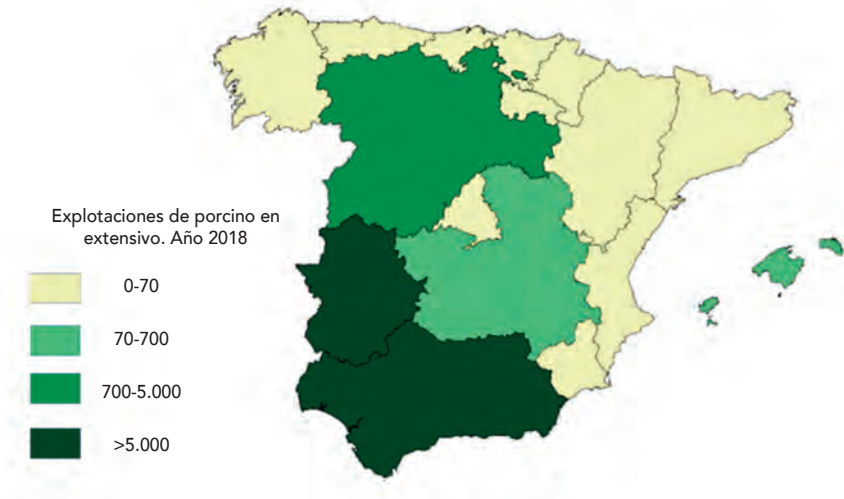 Explotaciones de porcino en
extensivo. Año 2018
0-70
70-700
700-5.000
>5.000